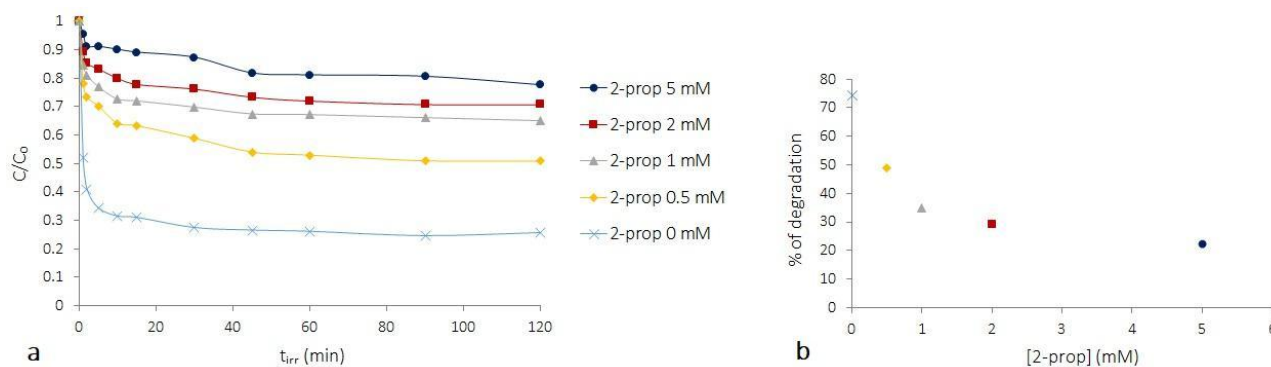 1
0.9
0.8
0.7
0.6
0.5
0.4
0.3
0.2
0.1
0
C/C₀
0 20 40 60 80 100 120
t_irr (min)
a
2-prop 5 mM
2-prop 2 mM
2-prop 1 mM
2-prop 0.5 mM
2-prop 0 mM
80
70
60
50
40
30
20
10
0
% of degradation
0 1 2 3 4 5 6
[2-prop] (mM)
b